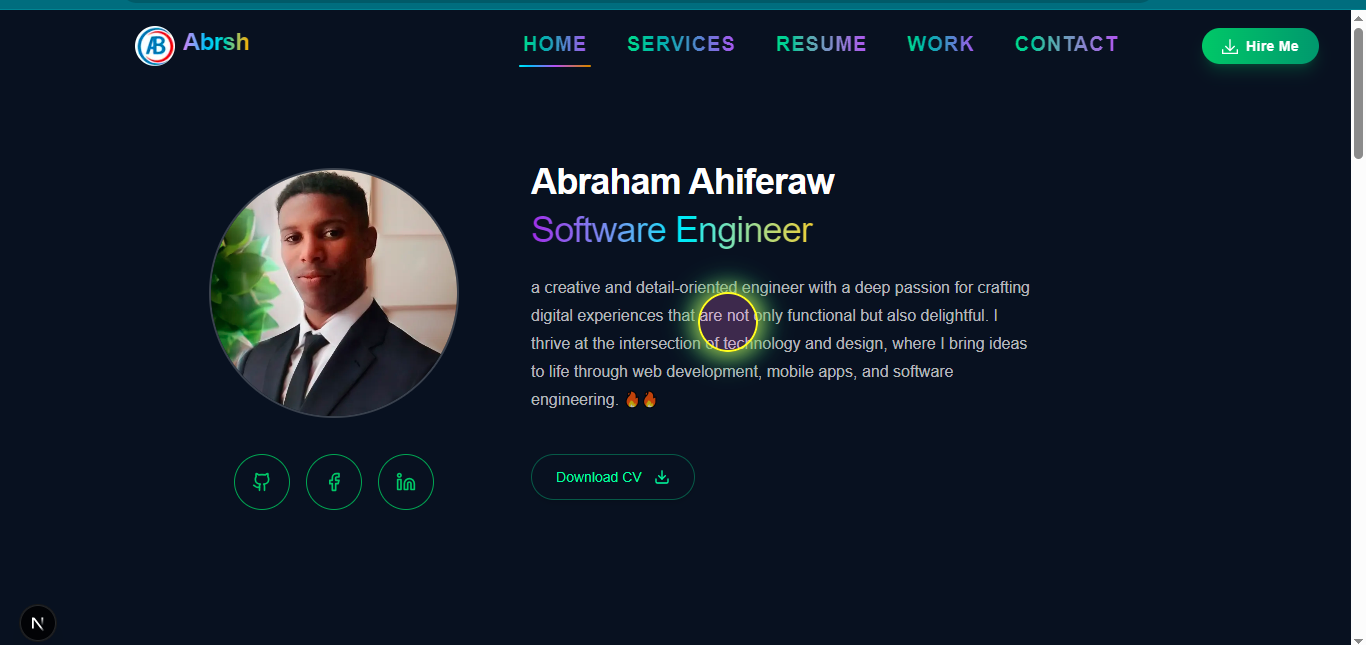 AB Abrsh
HOME SERVICES RESUME WORK CONTACT
Hire Me
Abraham Ahiferaw
Software Engineer
a creative and detail-oriented engineer with a deep passion for crafting
digital experiences that are not only functional but also delightful. I
thrive at the intersection of technology and design, where I bring ideas
to life through web development, mobile apps, and software
engineering. 🔥🔥
Download CV
N